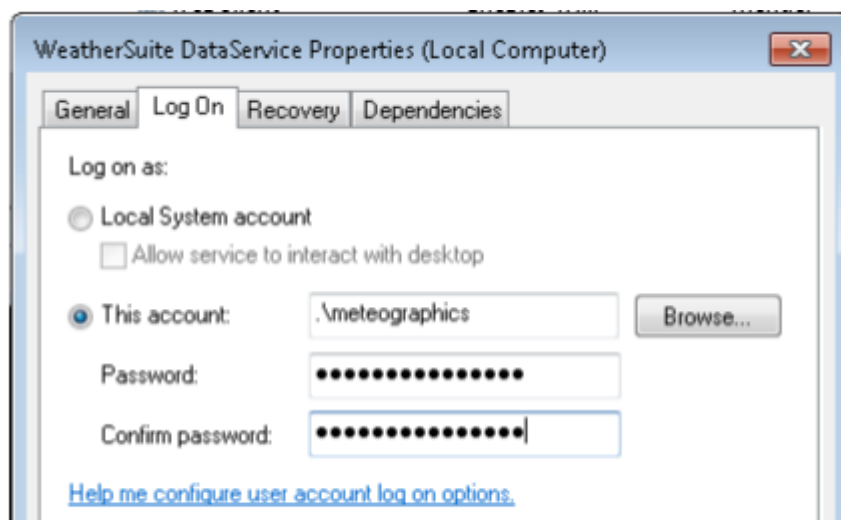 WeatherSuite DataService Properties (Local Computer)
General Log On Recovery Dependencies
Log on as:
Local System account
Allow service to interact with desktop
This account: .\meteographics Browse...
Password: •••••••••••••••
Confirm password: •••••••••••••••
Help me configure user account log on options.